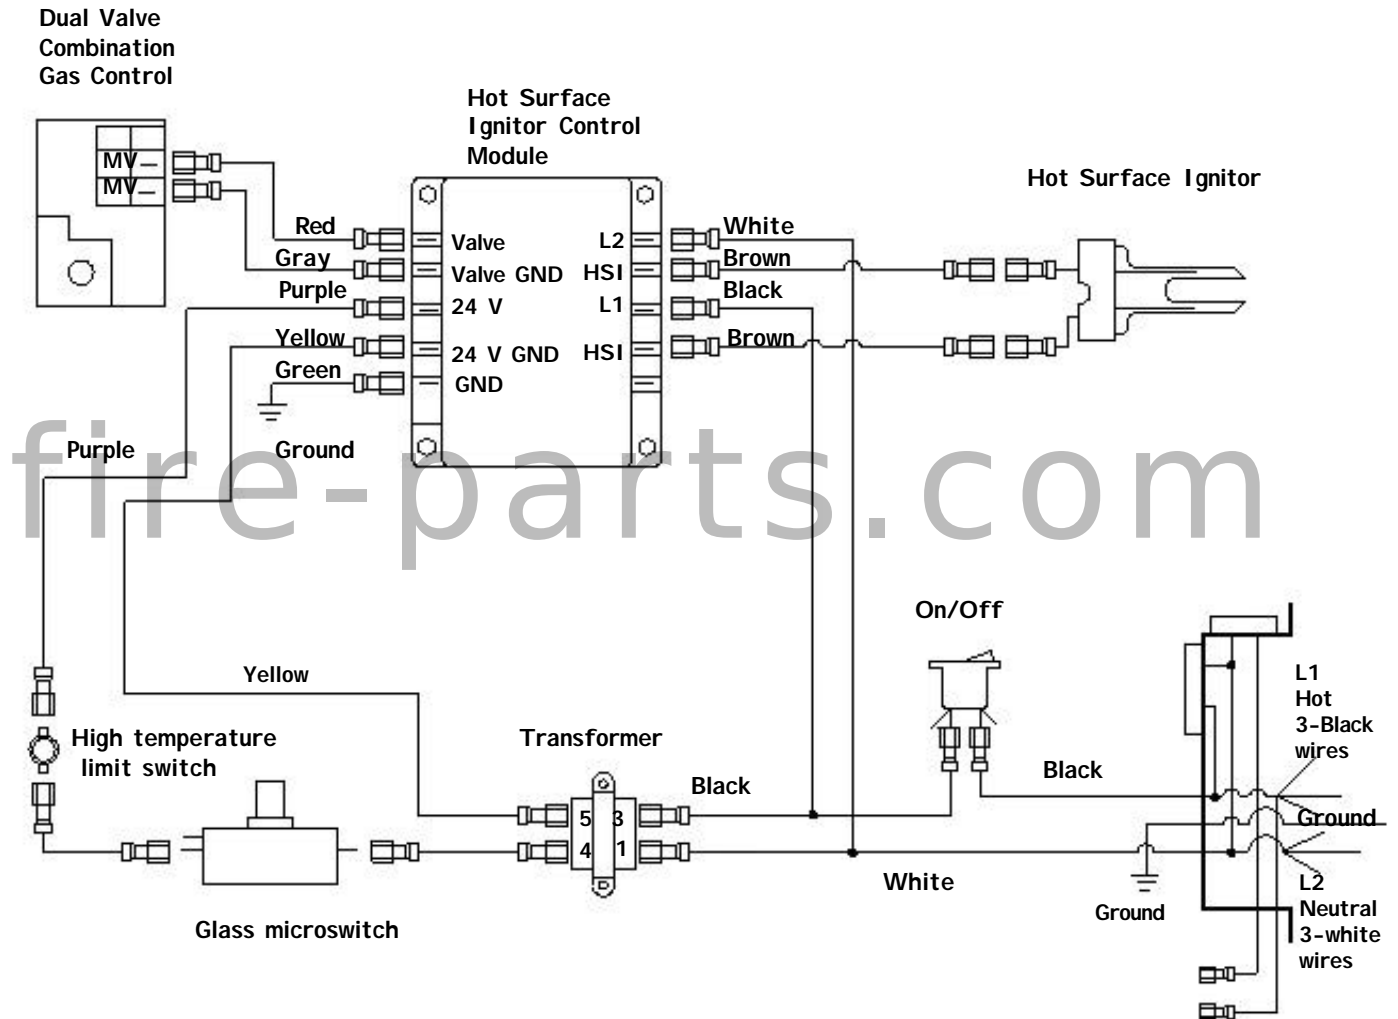 Dual Valve
Combination
Gas Control
Hot Surface
Ignitor Control
Module
Hot Surface Ignitor
MV
MV
Red
Gray
Purple
Yellow
Green
Valve
Valve GND
24 V
24 V GND
GND
L2
HSI
L1
HSI
White
Brown
Black
Brown
Purple
Ground
fire-parts.com
On/Off
Yellow
L1
Hot
3-Black
wires
High temperature
limit switch
Transformer
Black
Black
5 3
4 1
Ground
White
Ground
L2
Neutral
3-white
wires
Glass microswitch